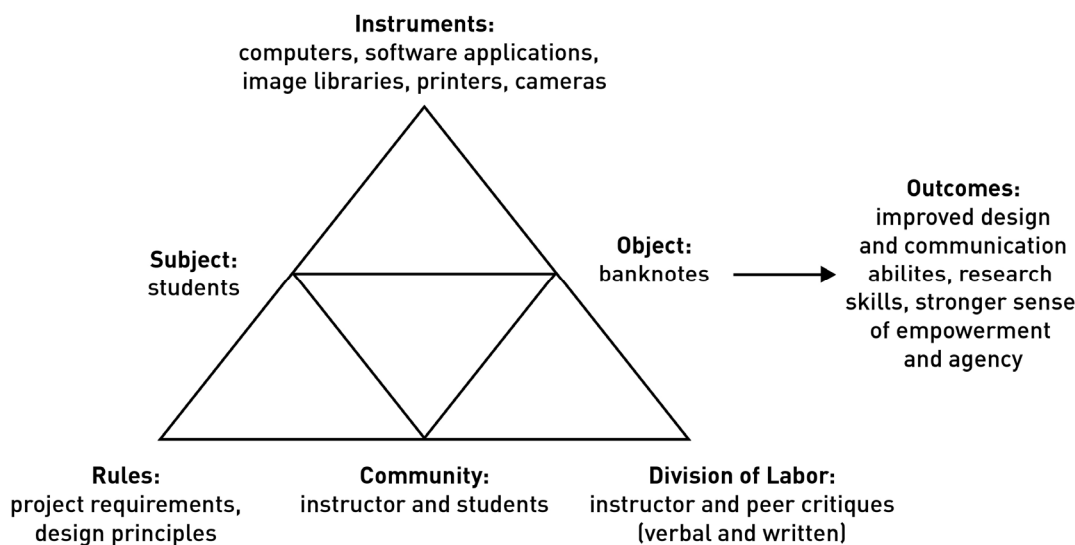 Instruments:
computers, software applications,
image libraries, printers, cameras
Subject:
students
Object:
banknotes
Outcomes:
improved design
and communication
abilites, research
skills, stronger sense
of empowerment
and agency
Rules:
project requirements,
design principles
Community:
instructor and students
Division of Labor:
instructor and peer critiques
(verbal and written)